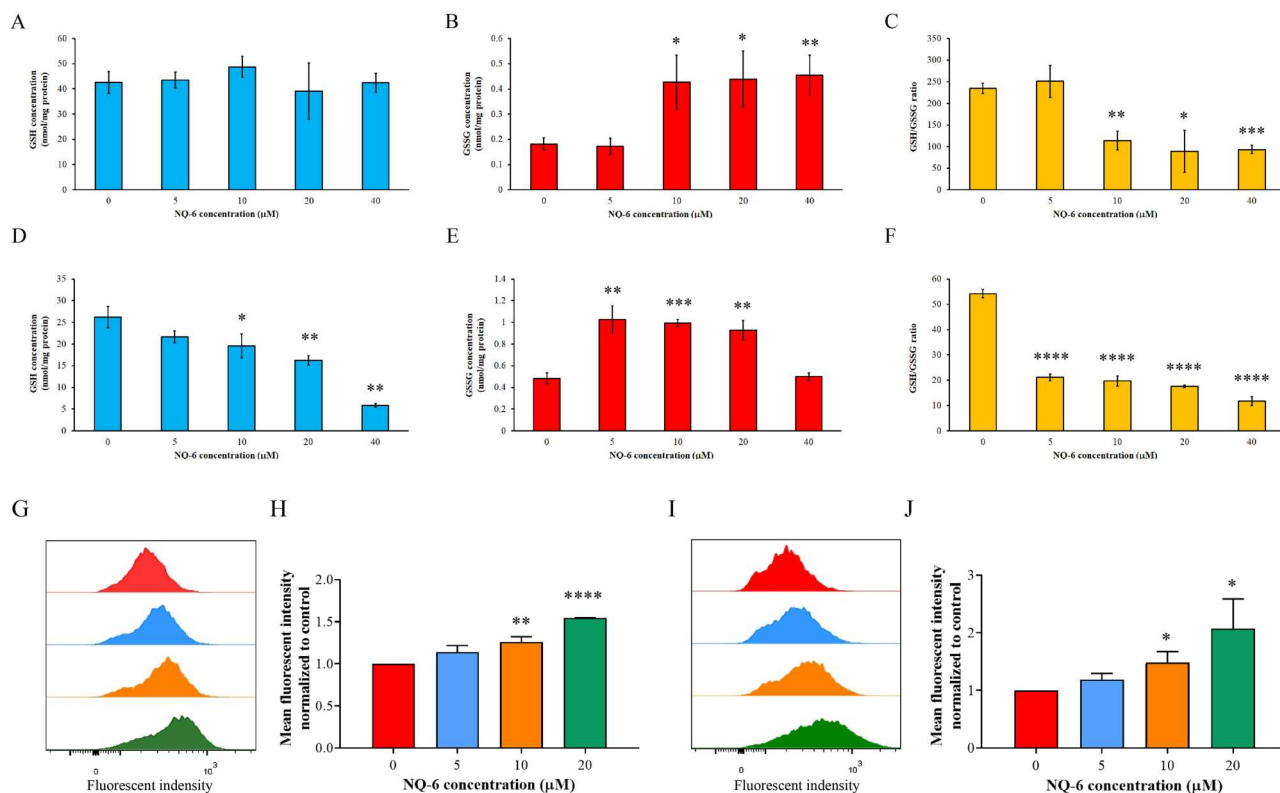 A
GSH concentration
(nmol/mg protein)
60
50
40
30
20
10
0
0 5 10 20 40
NQ-6 concentration (μM)
B
GSSG concentration
(nmol/mg protein)
0.6
0.5
0.4
0.3
0.2
0.1
0
* * **
0 5 10 20 40
NQ-6 concentration (μM)
C
GSH/GSSG ratio
350
300
250
200
150
100
50
0
** * ***
0 5 10 20 40
NQ-6 concentration (μM)
D
GSH concentration
(nmol/mg protein)
35
30
25
20
15
10
5
0
* ** **
0 5 10 20 40
NQ-6 concentration (μM)
E
GSSG concentration
(nmol/mg protein)
1.4
1.2
1
0.8
0.6
0.4
0.2
0
** *** **
0 5 10 20 40
NQ-6 concentration (μM)
F
GSH/GSSG ratio
60
50
40
30
20
10
0
**** **** **** ****
0 5 10 20 40
NQ-6 concentration (μM)
G
0 10³
Fluorescent indensity
H
Mean fluorescent intensity
normalized to control
2.0
1.5
1.0
0.5
0.0
** ****
0 5 10 20
NQ-6 concentration (μM)
I
0 10³
Fluorescent indensity
J
Mean fluorescent intensity
normalized to control
3
2
1
0
* *
0 5 10 20
NQ-6 concentration (μM)